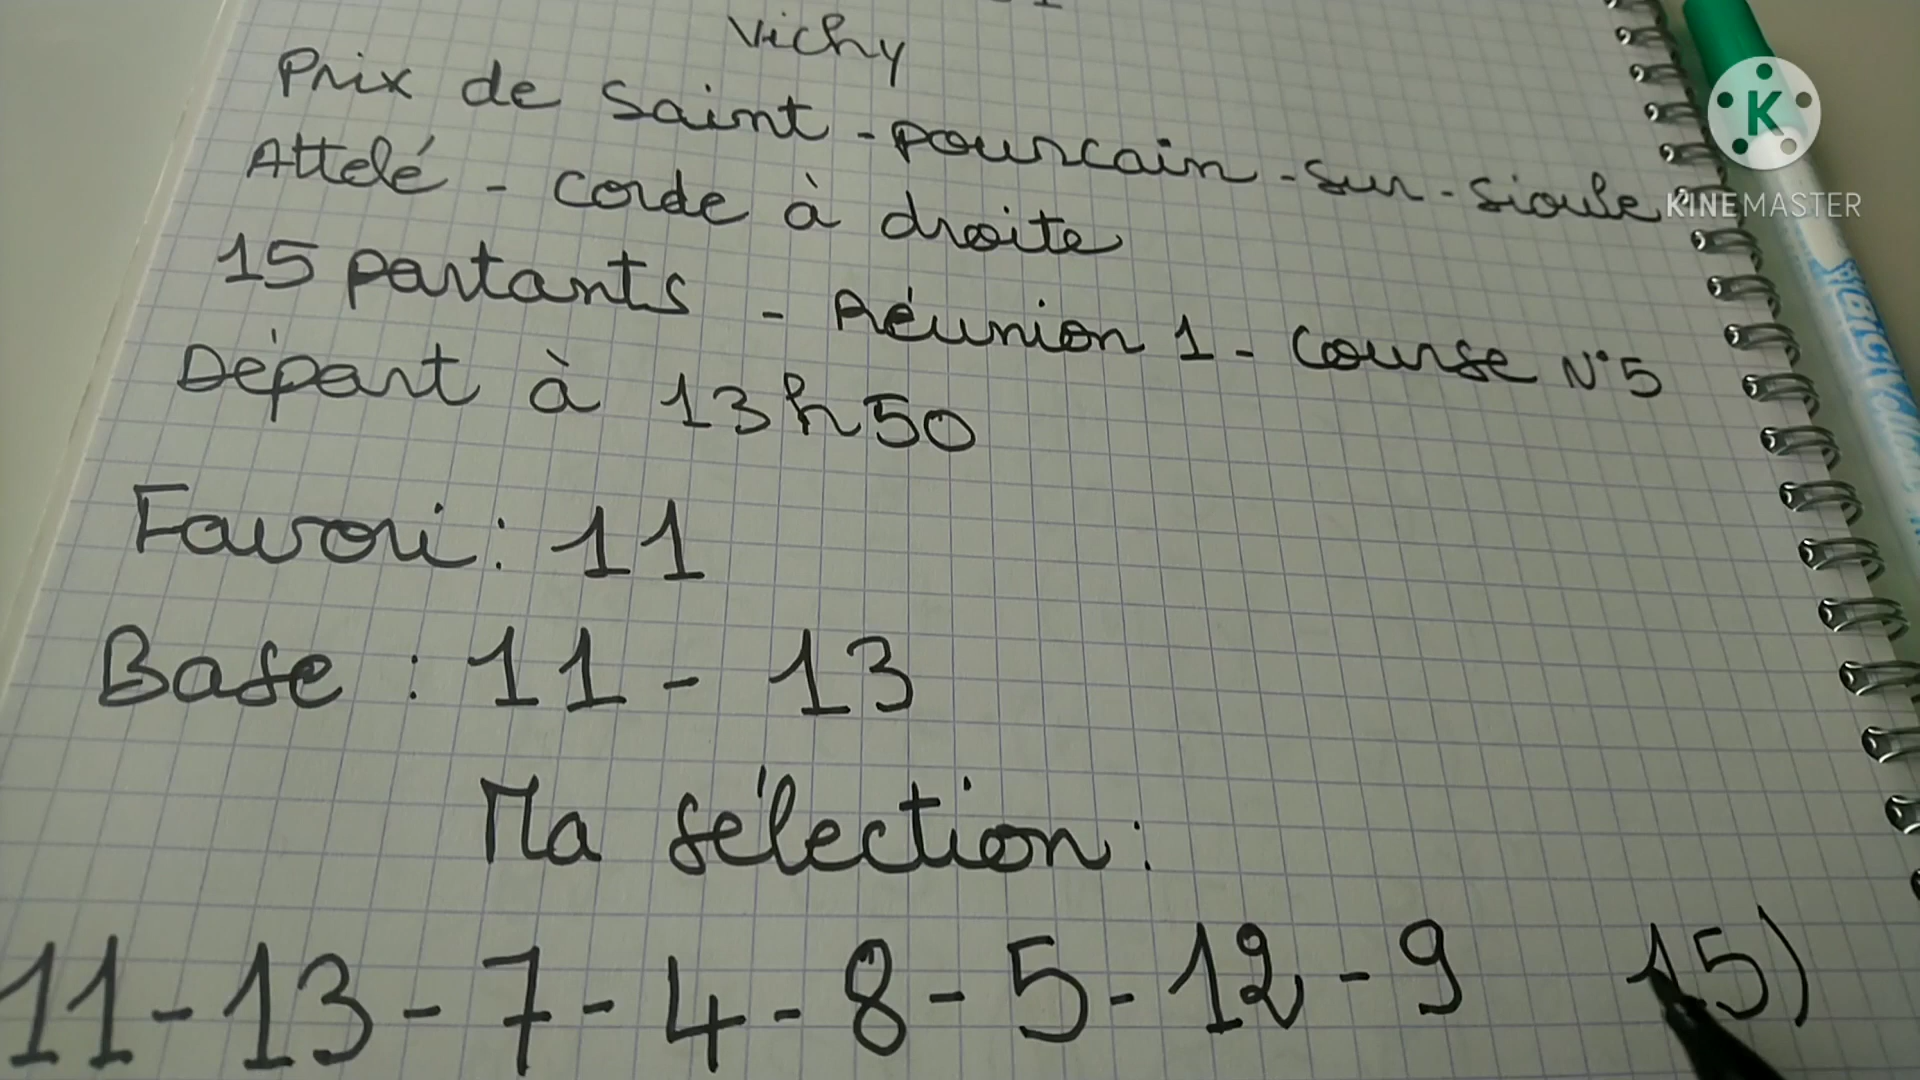 Vichy
Prix de Saint-pourcain-sur-sioule
Attelé - corde à droite
15 partants - Réunion 1 - Course N°5
Départ à 13h50
Favori : 11
Base : 11 - 13
Ma sélection :
11 - 13 - 7 - 4 - 8 - 5 - 12 - 9 15)
K
KINEMASTER